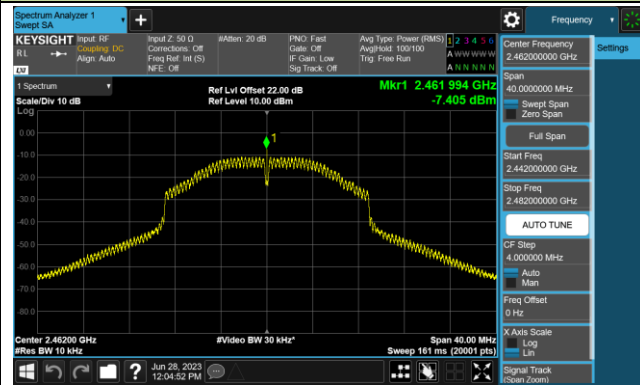 Spectrum Analyzer 1
Swept SA
Frequency
KEYSIGHT
RL
LXI
Input: RF
Coupling: DC
Align: Auto
Input Z: 50 Ω
Corrections: Off
Freq Ref: Int (S)
NFE: Off
#Atten: 20 dB
PNO: Fast
Gate: Off
IF Gain: Low
Sig Track: Off
Avg Type: Power (RMS)
Avg|Hold: 100/100
Trig: Free Run
1 2 3 4 5 6
A W W W W W
A N N N N N
1 Spectrum
Scale/Div 10 dB
Log
Ref Lvl Offset 22.00 dB
Ref Level 10.00 dBm
Mkr1 2.461 994 GHz
-7.405 dBm
1
0.00
-10.0
-20.0
-30.0
-40.0
-50.0
-60.0
-70.0
-80.0
Center 2.46200 GHz
#Res BW 10 kHz
#Video BW 30 kHz*
Span 40.00 MHz
Sweep 161 ms (20001 pts)
Jun 28, 2023
12:04:52 PM
Center Frequency
2.462000000 GHz
Settings
Span
40.0000000 MHz
Swept Span
Zero Span
Full Span
Start Freq
2.442000000 GHz
Stop Freq
2.482000000 GHz
AUTO TUNE
CF Step
4.000000 MHz
Auto
Man
Freq Offset
0 Hz
X Axis Scale
Log
Lin
Signal Track
(Span Zoom)